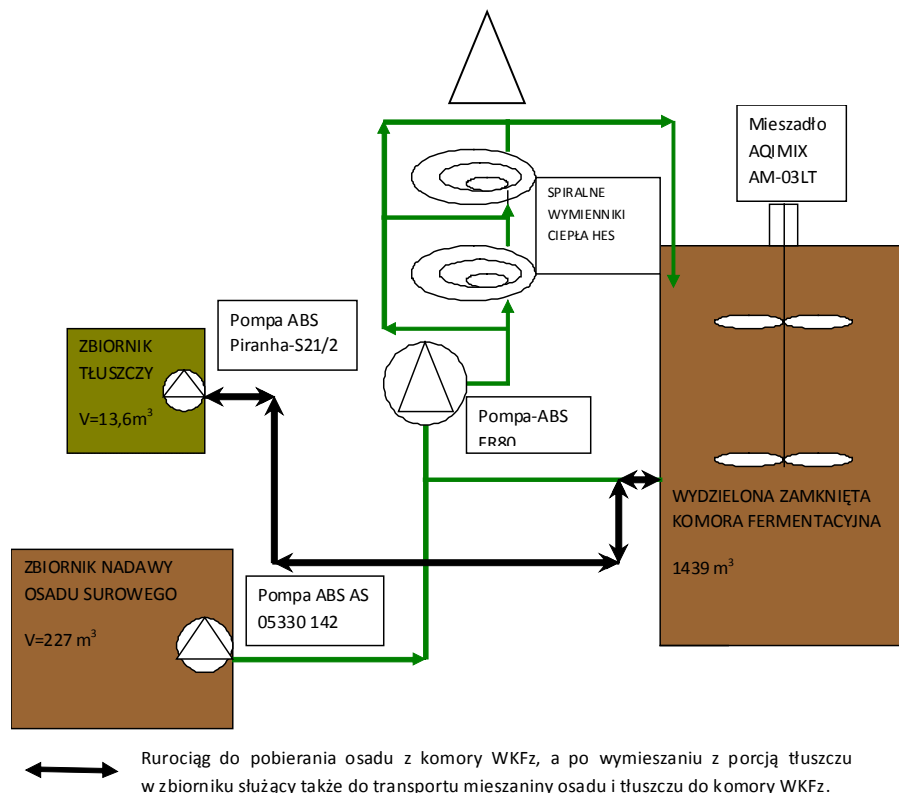 Mieszadło
AQIMIX
AM-03LT
SPIRALNE
WYMIENNIKI
CIEPŁA HES
Pompa ABS
Piranha-S21/2
ZBIORNIK
TŁUSZCZY
V=13,6m³
Pompa-ABS
WYDZIELONA ZAMKNIĘTA
KOMORA FERMENTACYJNA
1439 m³
ZBIORNIK NADAWY
OSADU SUROWEGO
V=227 m³
Pompa ABS AS
05330 142
Rurociąg do pobierania osadu z komory WKFz, a po wymieszaniu z porcją tłuszczu
w zbiorniku służący także do transportu mieszaniny osadu i tłuszczu do komory WKFz.